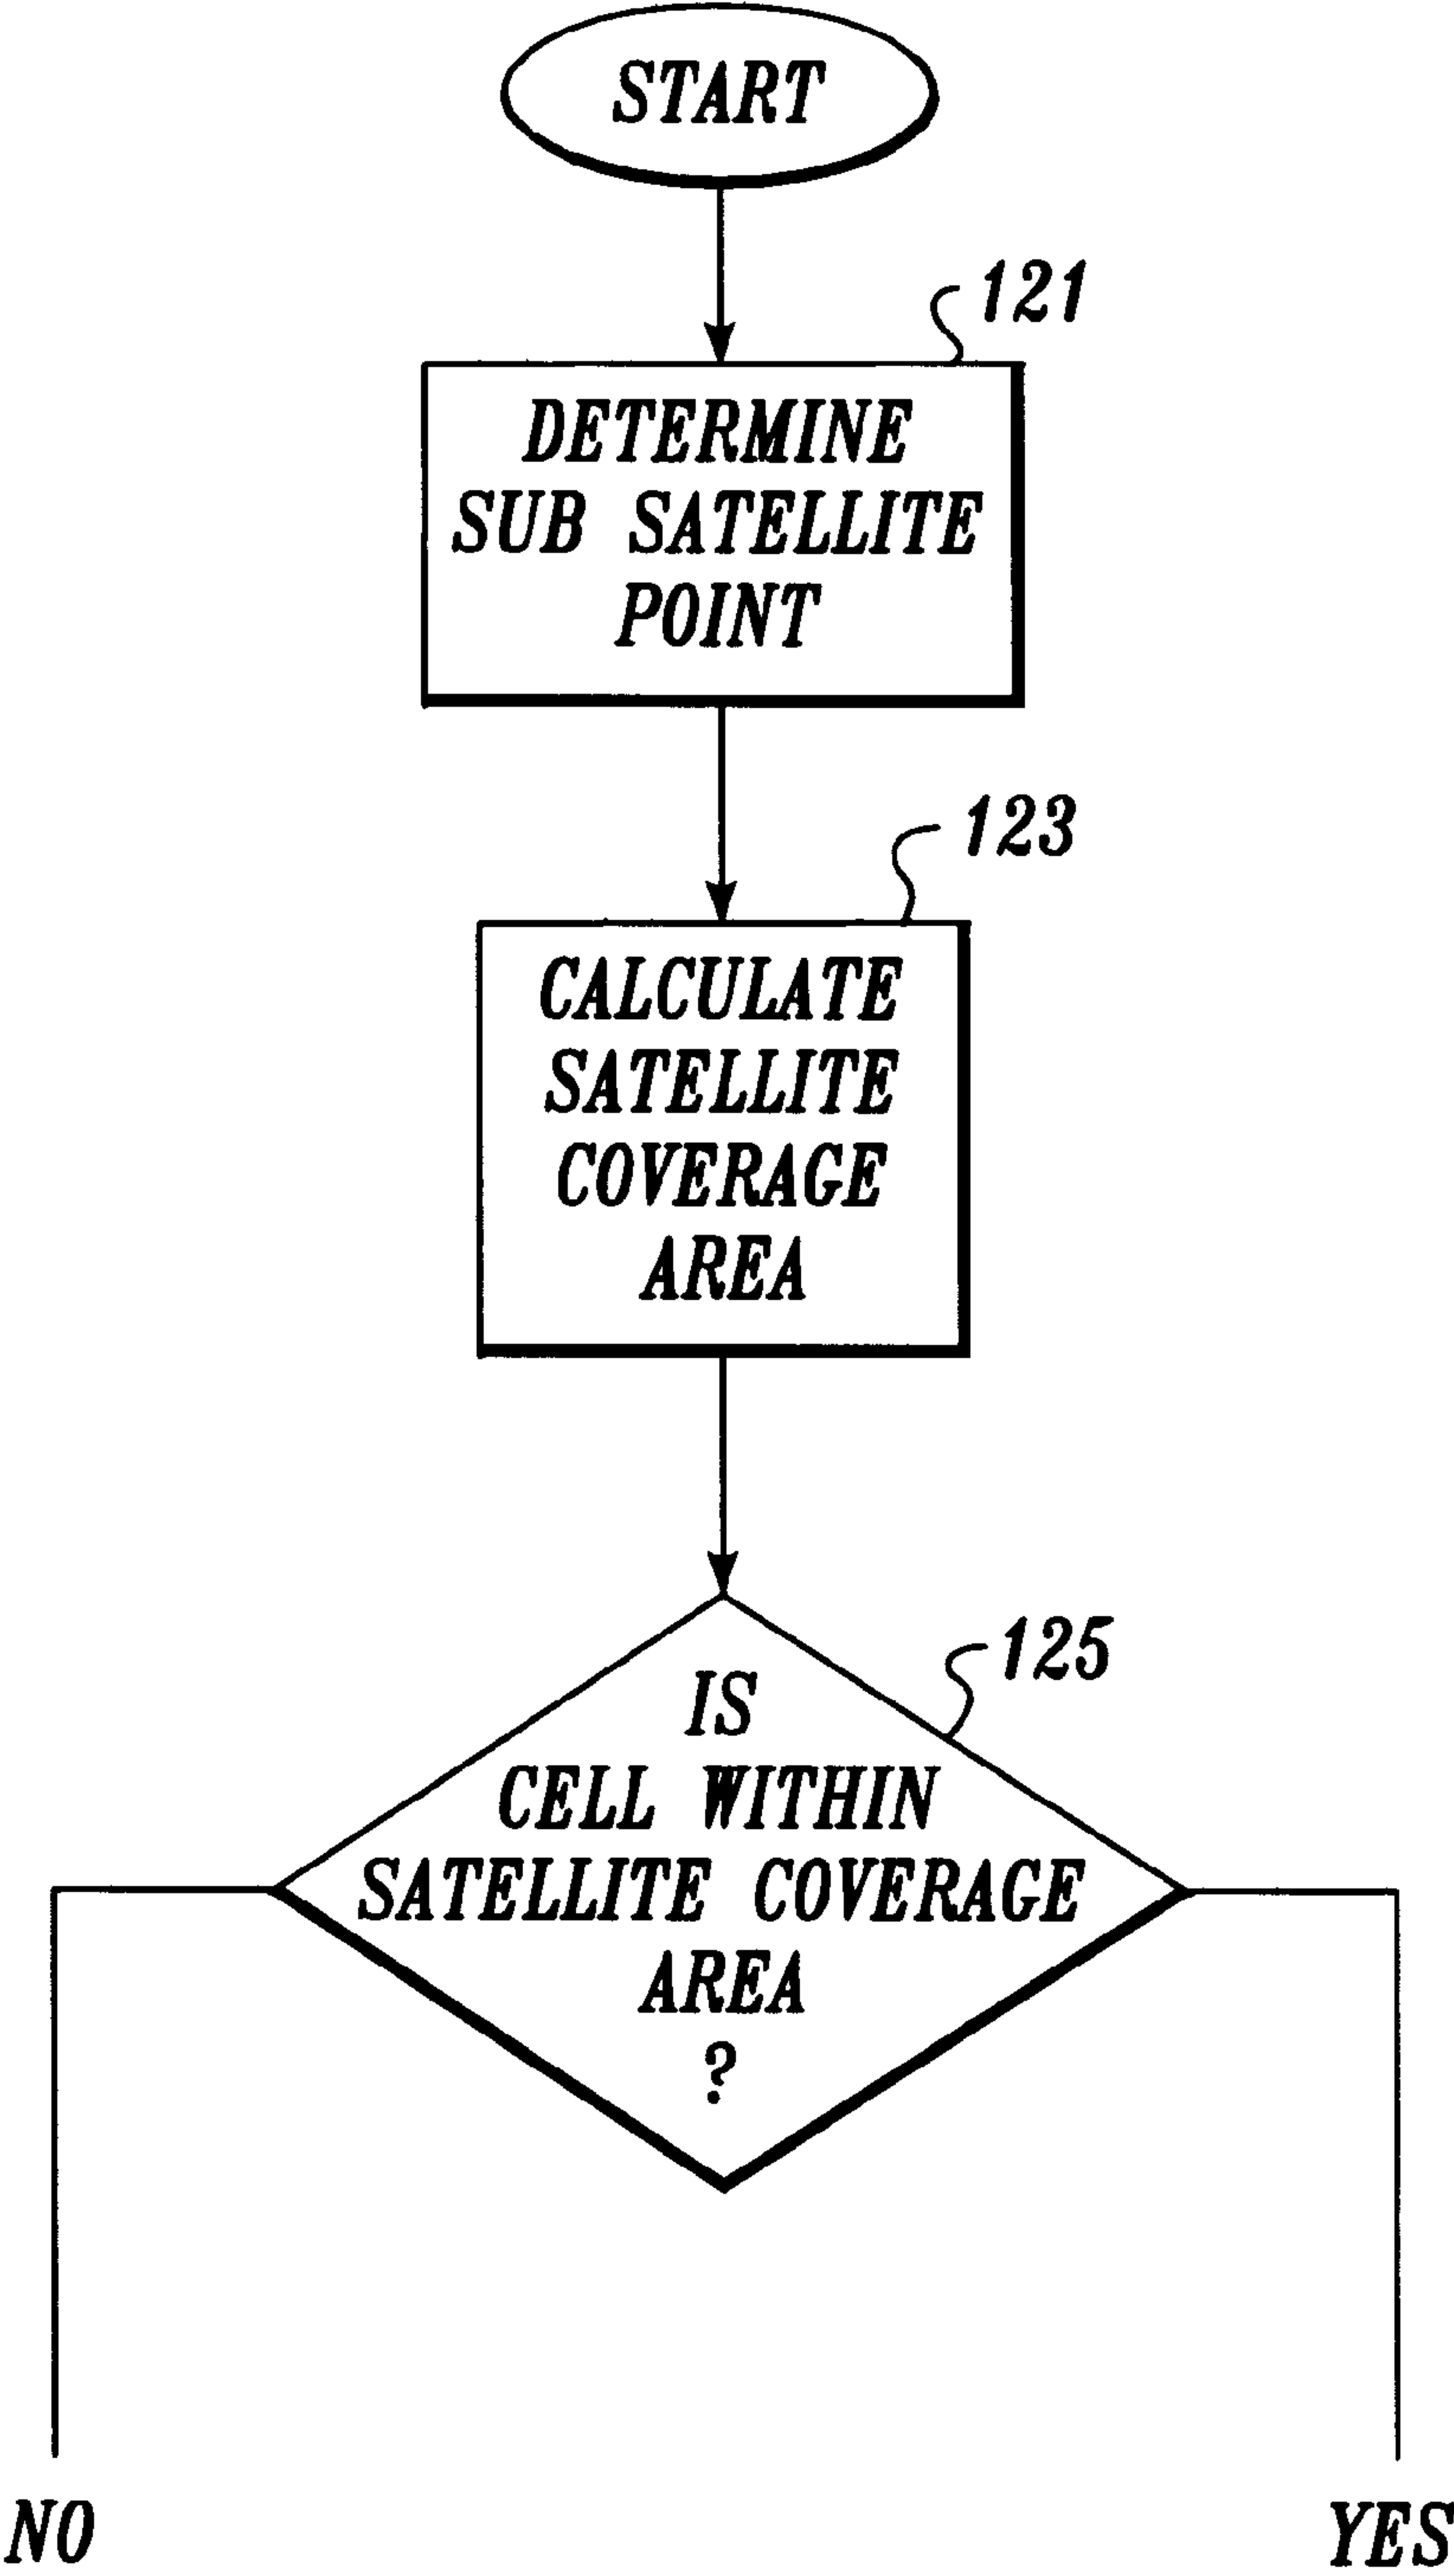 START
121
DETERMINE
SUB SATELLITE
POINT
123
CALCULATE
SATELLITE
COVERAGE
AREA
125
IS
CELL WITHIN
SATELLITE COVERAGE
AREA
?
NO
YES